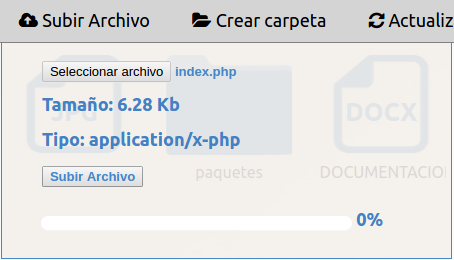 Subir Archivo Crear carpeta Actualiz
Seleccionar archivo index.php
Tamaño: 6.28 Kb
JPG DOCX
Tipo: application/x-php
paquetes DOCUMENTACIO
Subir Archivo
0%